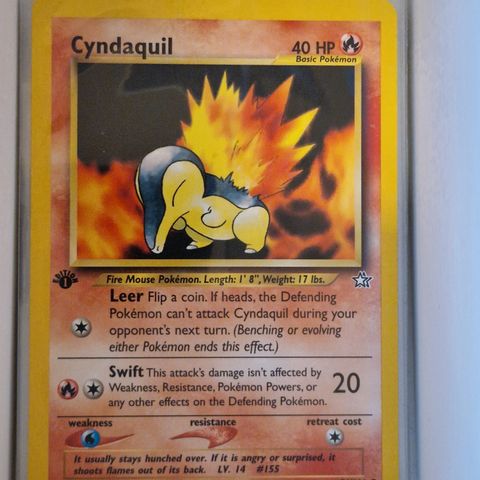 Cyndaquil 40 HP
Basic Pokémon
EDITION
1
Fire Mouse Pokémon. Length: 1' 8", Weight: 17 lbs.
Leer Flip a coin. If heads, the Defending
Pokémon can't attack Cyndaquil during your
opponent's next turn. (Benching or evolving
either Pokémon ends this effect.)
Swift This attack's damage isn't affected by
Weakness, Resistance, Pokémon Powers, or 20
any other effects on the Defending Pokémon.
weakness resistance retreat cost
It usually stays hunched over. If it is angry or surprised, it
shoots flames out of its back. LV. 14 #155